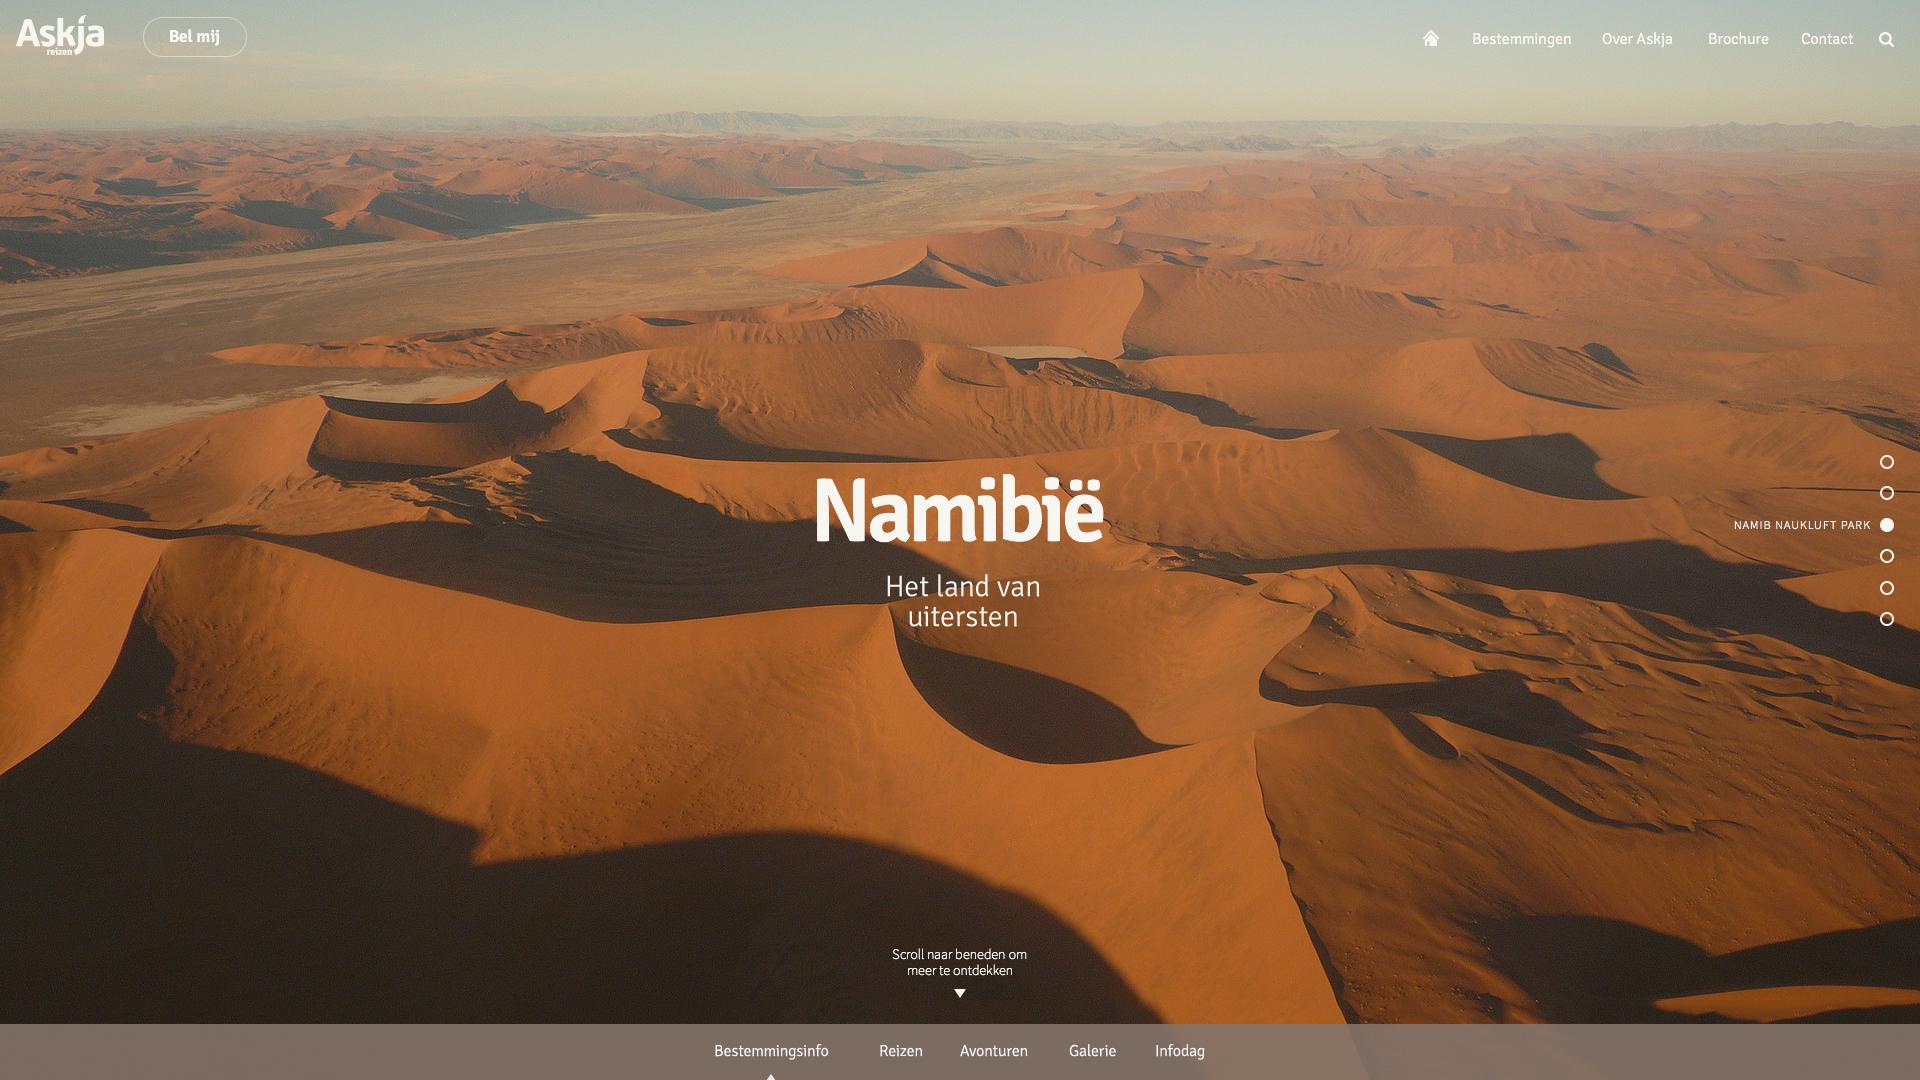 Askja
reizen
Bel mij
Bestemmingen
Over Askja
Brochure
Contact
Namibië
Het land van
uitersten
NAMIB NAUKLUFT PARK
Scroll naar beneden om
meer te ontdekken
Bestemmingsinfo
Reizen
Avonturen
Galerie
Infodag